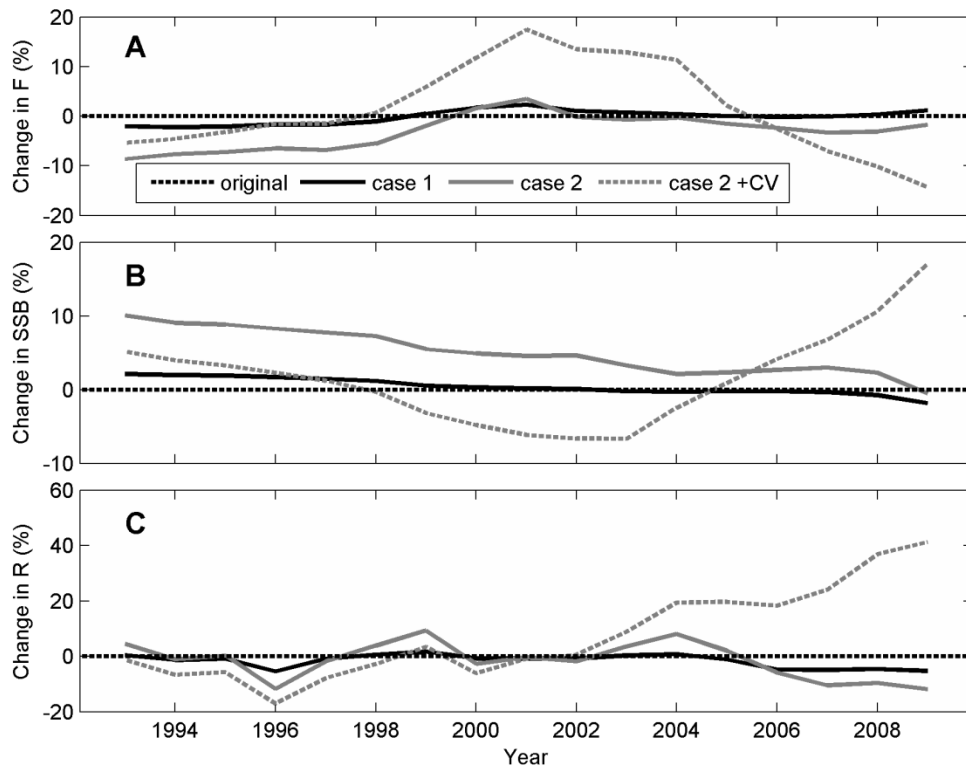 20
A
10
0
-10
-20
Change in F (%)
original case 1 case 2 case 2 +CV
20
B
10
0
-10
Change in SSB (%)
60
C
40
20
0
-20
Change in R (%)
1994 1996 1998 2000 2002 2004 2006 2008
Year